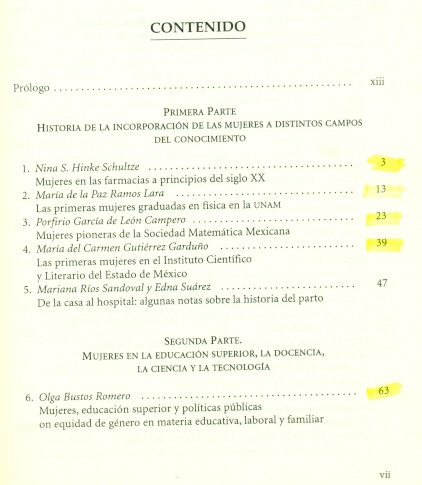 CONTENIDO
Prólogo ........................................................ xiii
PRIMERA PARTE
HISTORIA DE LA INCORPORACIÓN DE LAS MUJERES A DISTINTOS CAMPOS
DEL CONOCIMIENTO
1. Nina S. Hinke Schultze .................................... 3
Mujeres en las farmacias a principios del siglo XX
2. María de la Paz Ramos Lara .................................... 13
Las primeras mujeres graduadas en física en la UNAM
3. Porfirio García de León Campero ............................ 23
Mujeres pioneras de la Sociedad Matemática Mexicana
4. María del Carmen Gutiérrez Garduño ........................ 39
Las primeras mujeres en el Instituto Científico
y Literario del Estado de México
5. Mariana Ríos Sandoval y Edna Suárez ........................ 47
De la casa al hospital: algunas notas sobre la historia del parto
SEGUNDA PARTE.
MUJERES EN LA EDUCACIÓN SUPERIOR, LA DOCENCIA,
LA CIENCIA Y LA TECNOLOGÍA
6. Olga Bustos Romero .................................... 63
Mujeres, educación superior y políticas públicas
on equidad de género en materia educativa, laboral y familiar
vii